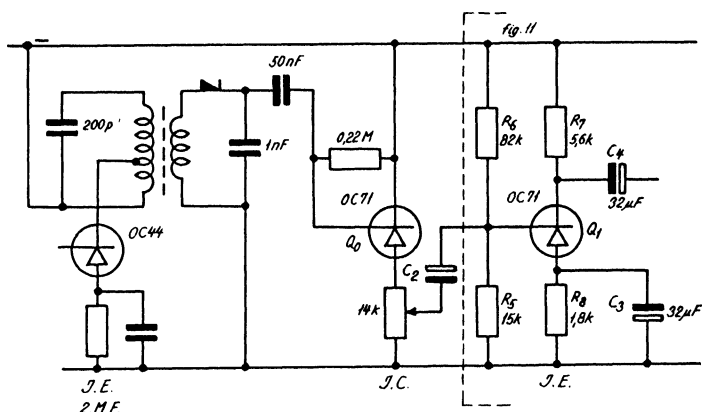 −
fig. 11
50nF
200p
1nF
0,22M
R6
82k
R7
5,6k
C4
32µF
OC71
OC71
OC44
Q0
Q1
C2
14k
R5
15k
R8
1,8k
C3
32µF
J.E.
J.C.
J.E.
2 M.F.